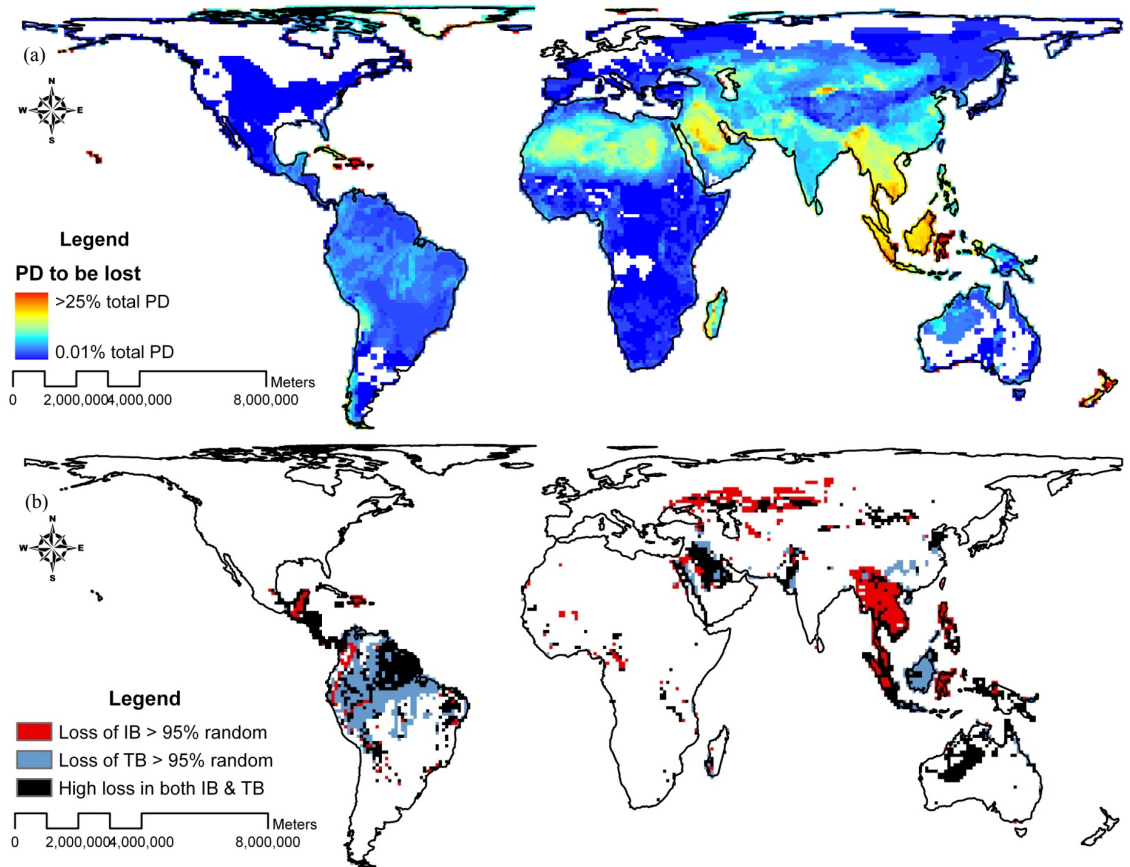 (a)
N
W E
S
Legend
PD to be lost
>25% total PD
0.01% total PD
Meters
0 2,000,000 4,000,000 8,000,000
(b)
N
W E
S
Legend
Loss of IB > 95% random
Loss of TB > 95% random
High loss in both IB & TB
Meters
0 2,000,000 4,000,000 8,000,000